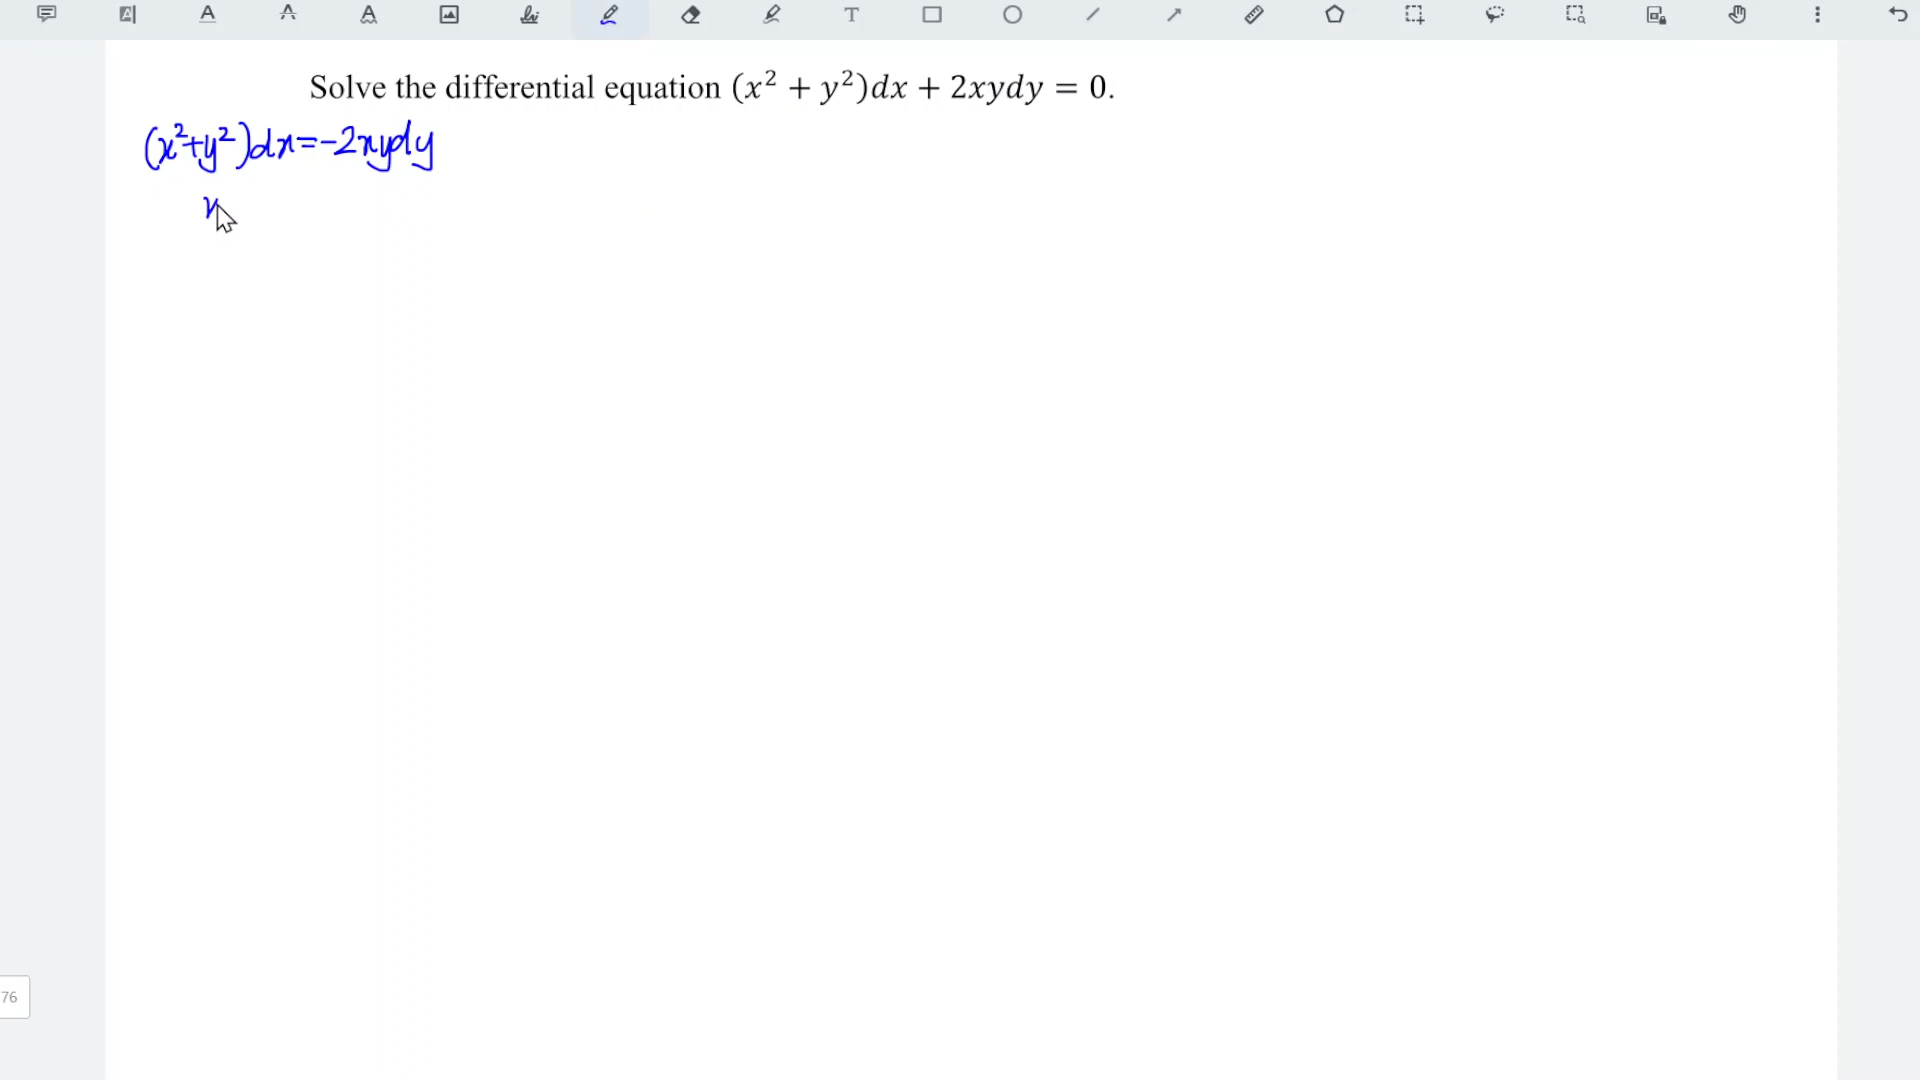 Solve the differential equation (x² + y²)dx + 2xydy = 0.
(x²+y²)dx=-2xydy
76